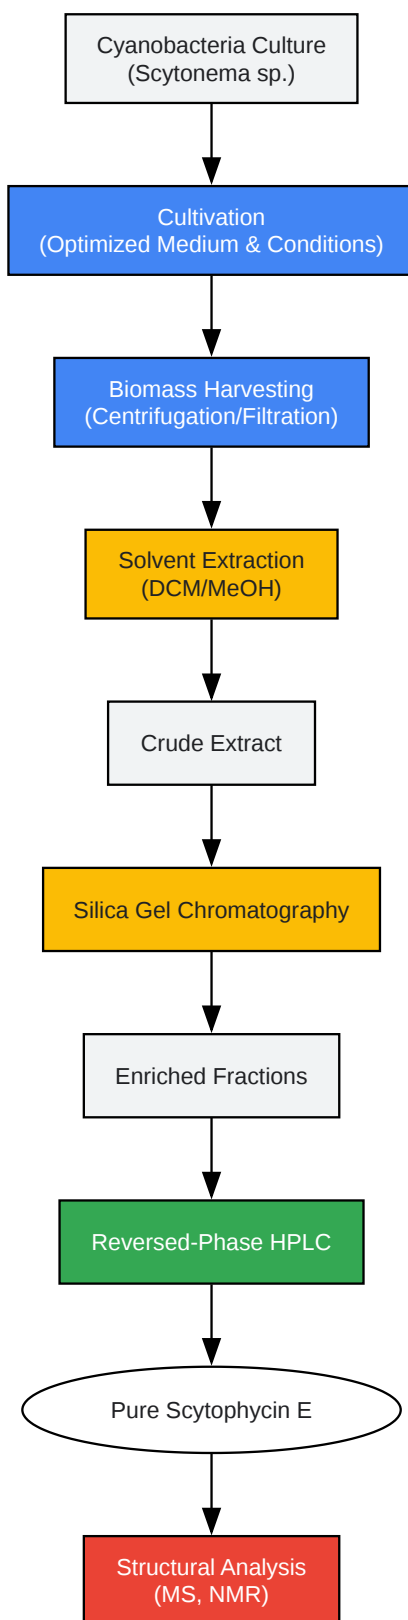 Cyanobacteria Culture
(Scytonema sp.)
Cultivation
(Optimized Medium & Conditions)
Biomass Harvesting
(Centrifugation/Filtration)
Solvent Extraction
(DCM/MeOH)
Crude Extract
Silica Gel Chromatography
Enriched Fractions
Reversed-Phase HPLC
Pure Scytophycin E
Structural Analysis
(MS, NMR)